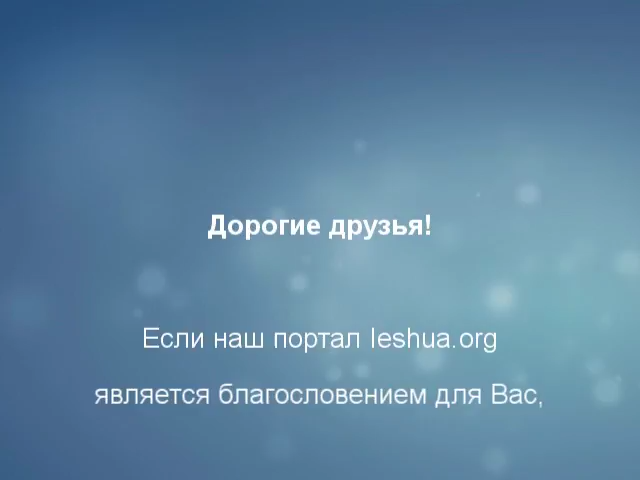 Дорогие друзья!
Если наш портал Ieshua.org
является благословением для Вас,